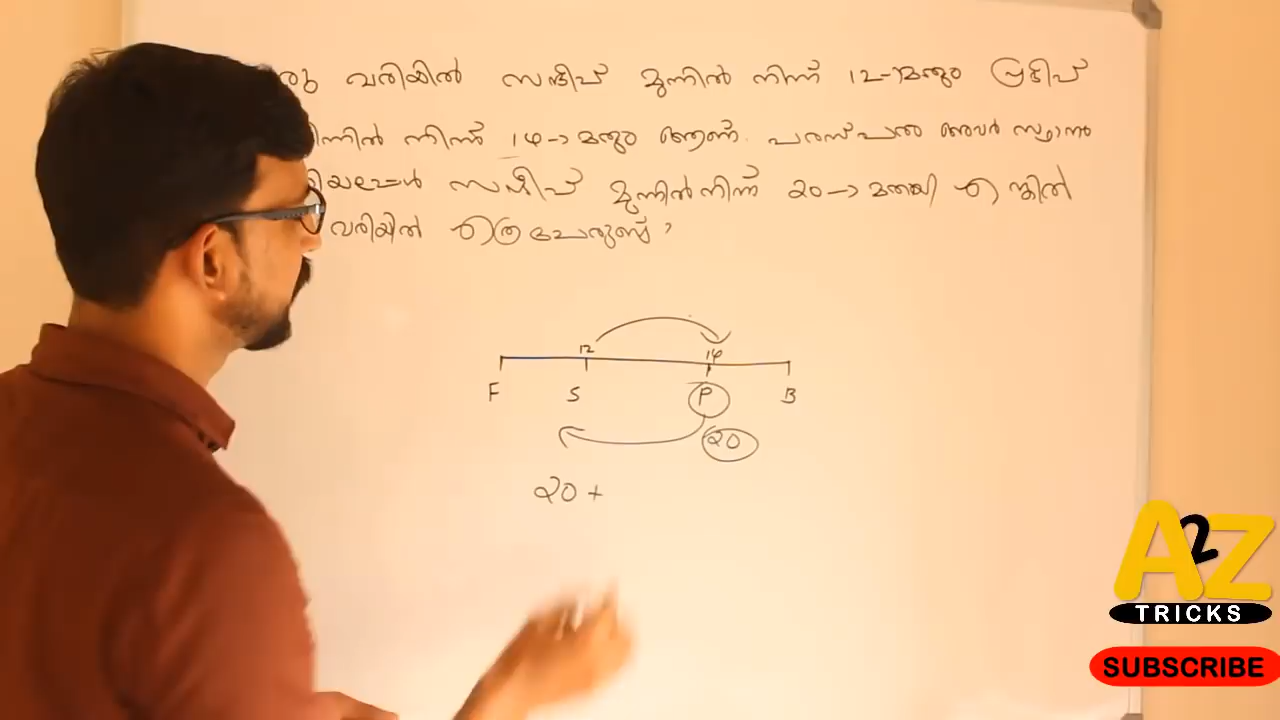 വരിയിൽ സന്ദീപ് മുന്നിൽ നിന്ന് 12-ാമതും പ്രദീപ്
നിന്ന് 14-ാമതും ആണ്. പരസ്പരം അവർ സ്ഥാനം
സന്ദീപ് മുന്നിൽ നിന്ന് 20-ാമതായി എങ്കിൽ
വരിയിൽ എത്ര പേരുണ്ട് ?
12 14
F S P B
20
20 +
A2Z
TRICKS
SUBSCRIBE